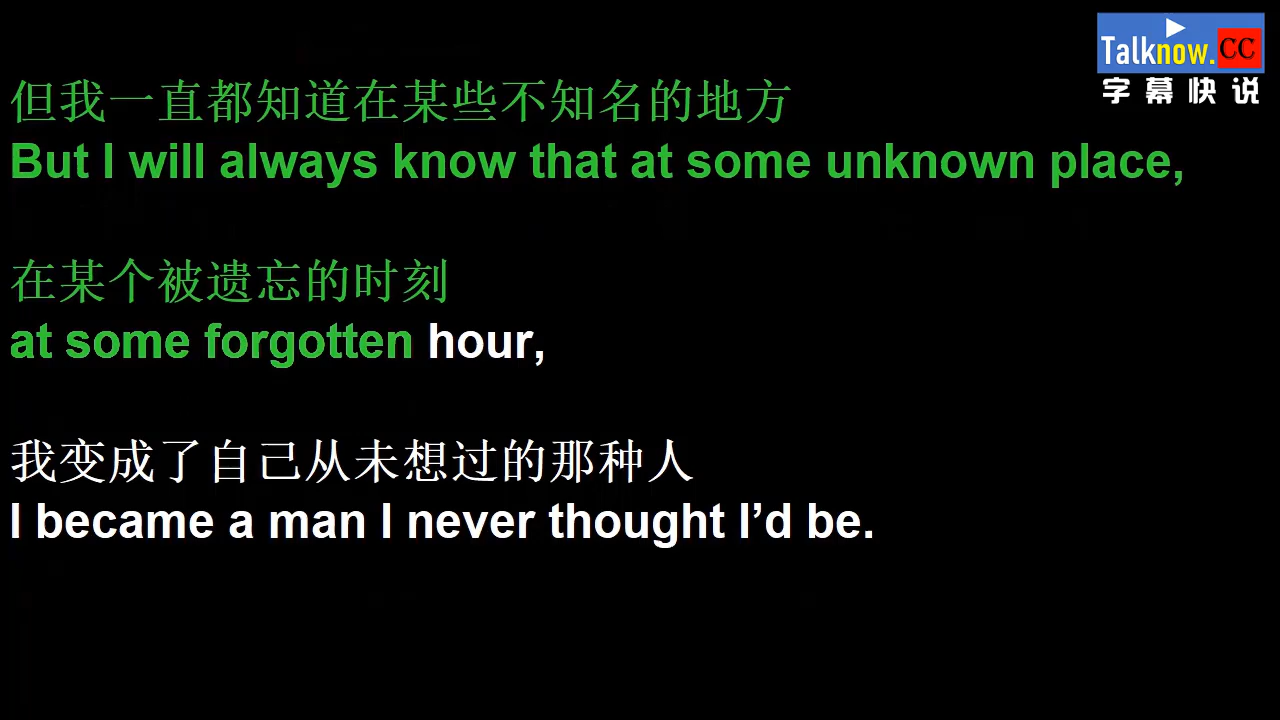 Talknow.CC
字幕快说
但我一直都知道在某些不知名的地方
But I will always know that at some unknown place,
在某个被遗忘的时刻
at some forgotten hour,
我变成了自己从未想过的那种人
I became a man I never thought I’d be.